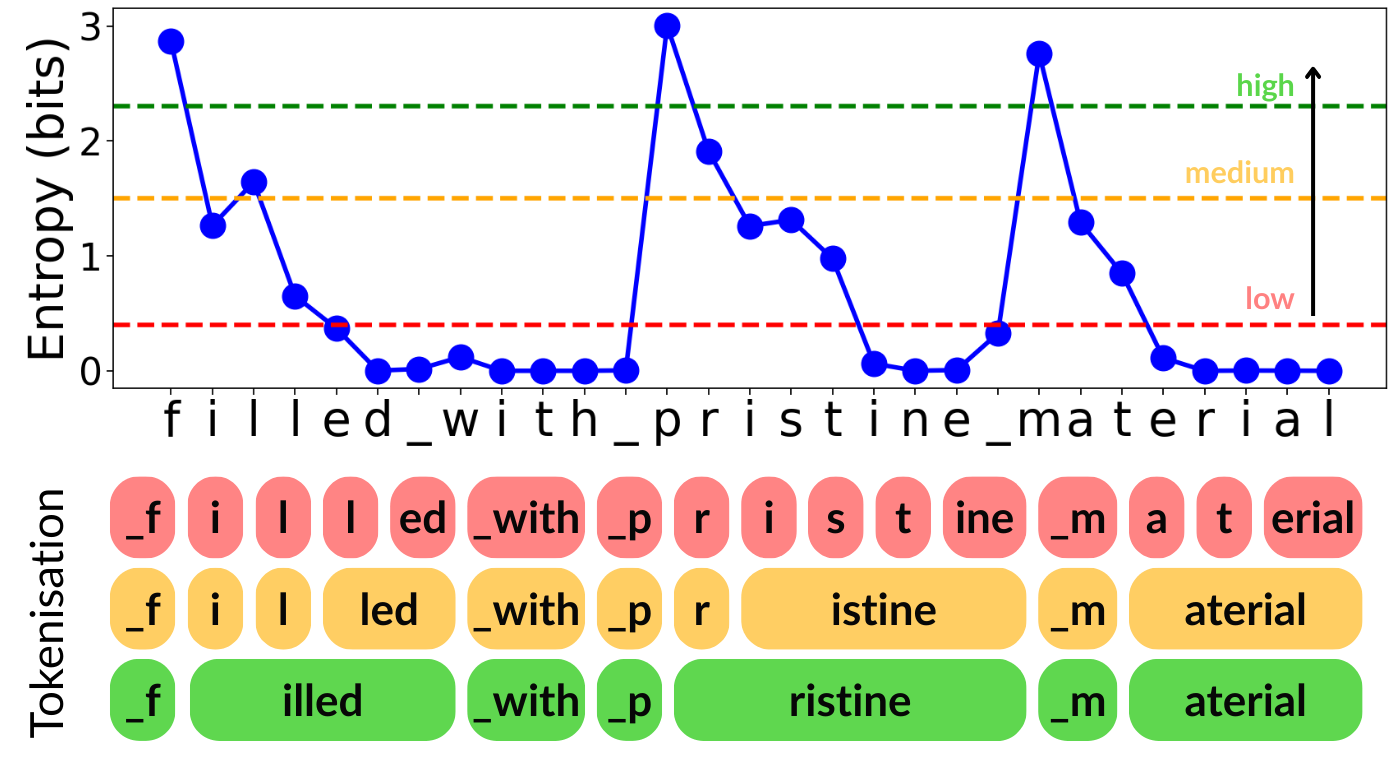 Entropy (bits)
3
2
1
0
high
medium
low
f i l l e d _ w i t h _ p r i s t i n e _ m a t e r i a l
Tokenisation
_f i l l ed _with _p r i s t ine _m a t erial
_f i l led _with _p r istine _m aterial
_f illed _with _p ristine _m aterial